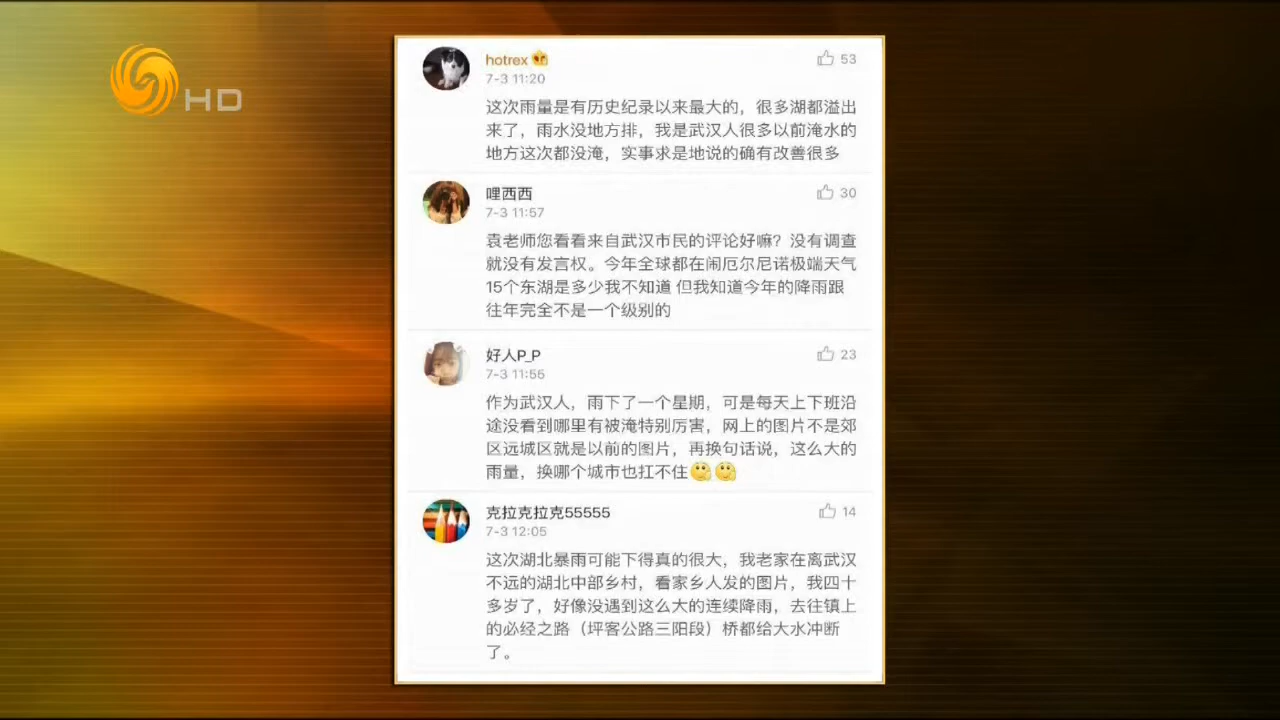 HD
hotrex
53
7-3 11:20
这次雨量是有历史纪录以来最大的，很多湖都溢出
来了，雨水没地方排，我是武汉人很多以前淹水的
地方这次都没淹，实事求是地说的确有改善很多
哩西西
30
7-3 11:57
袁老师您看看来自武汉市民的评论好嘛？没有调查
就没有发言权。今年全球都在闹厄尔尼诺极端天气
15个东湖是多少我不知道 但我知道今年的降雨跟
往年完全不是一个级别的
好人P_P
23
7-3 11:56
作为武汉人，雨下了一个星期，可是每天上下班沿
途没看到哪里有被淹特别厉害，网上的图片不是郊
区远城区就是以前的图片，再换句话说，这么大的
雨量，换哪个城市也扛不住
克拉克拉克55555
14
7-3 12:05
这次湖北暴雨可能下得真的很大，我老家在离武汉
不远的湖北中部乡村，看家乡人发的图片，我四十
多岁了，好像没遇到这么大的连续降雨，去往镇上
的必经之路（坪客公路三阳段）桥都给大水冲断
了。